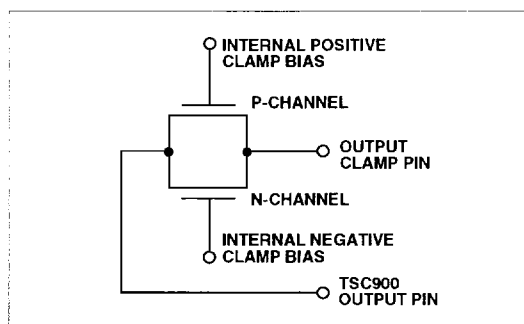 INTERNAL POSITIVE
CLAMP BIAS
P-CHANNEL
OUTPUT
CLAMP PIN
N-CHANNEL
INTERNAL NEGATIVE
CLAMP BIAS
TSC900
OUTPUT PIN